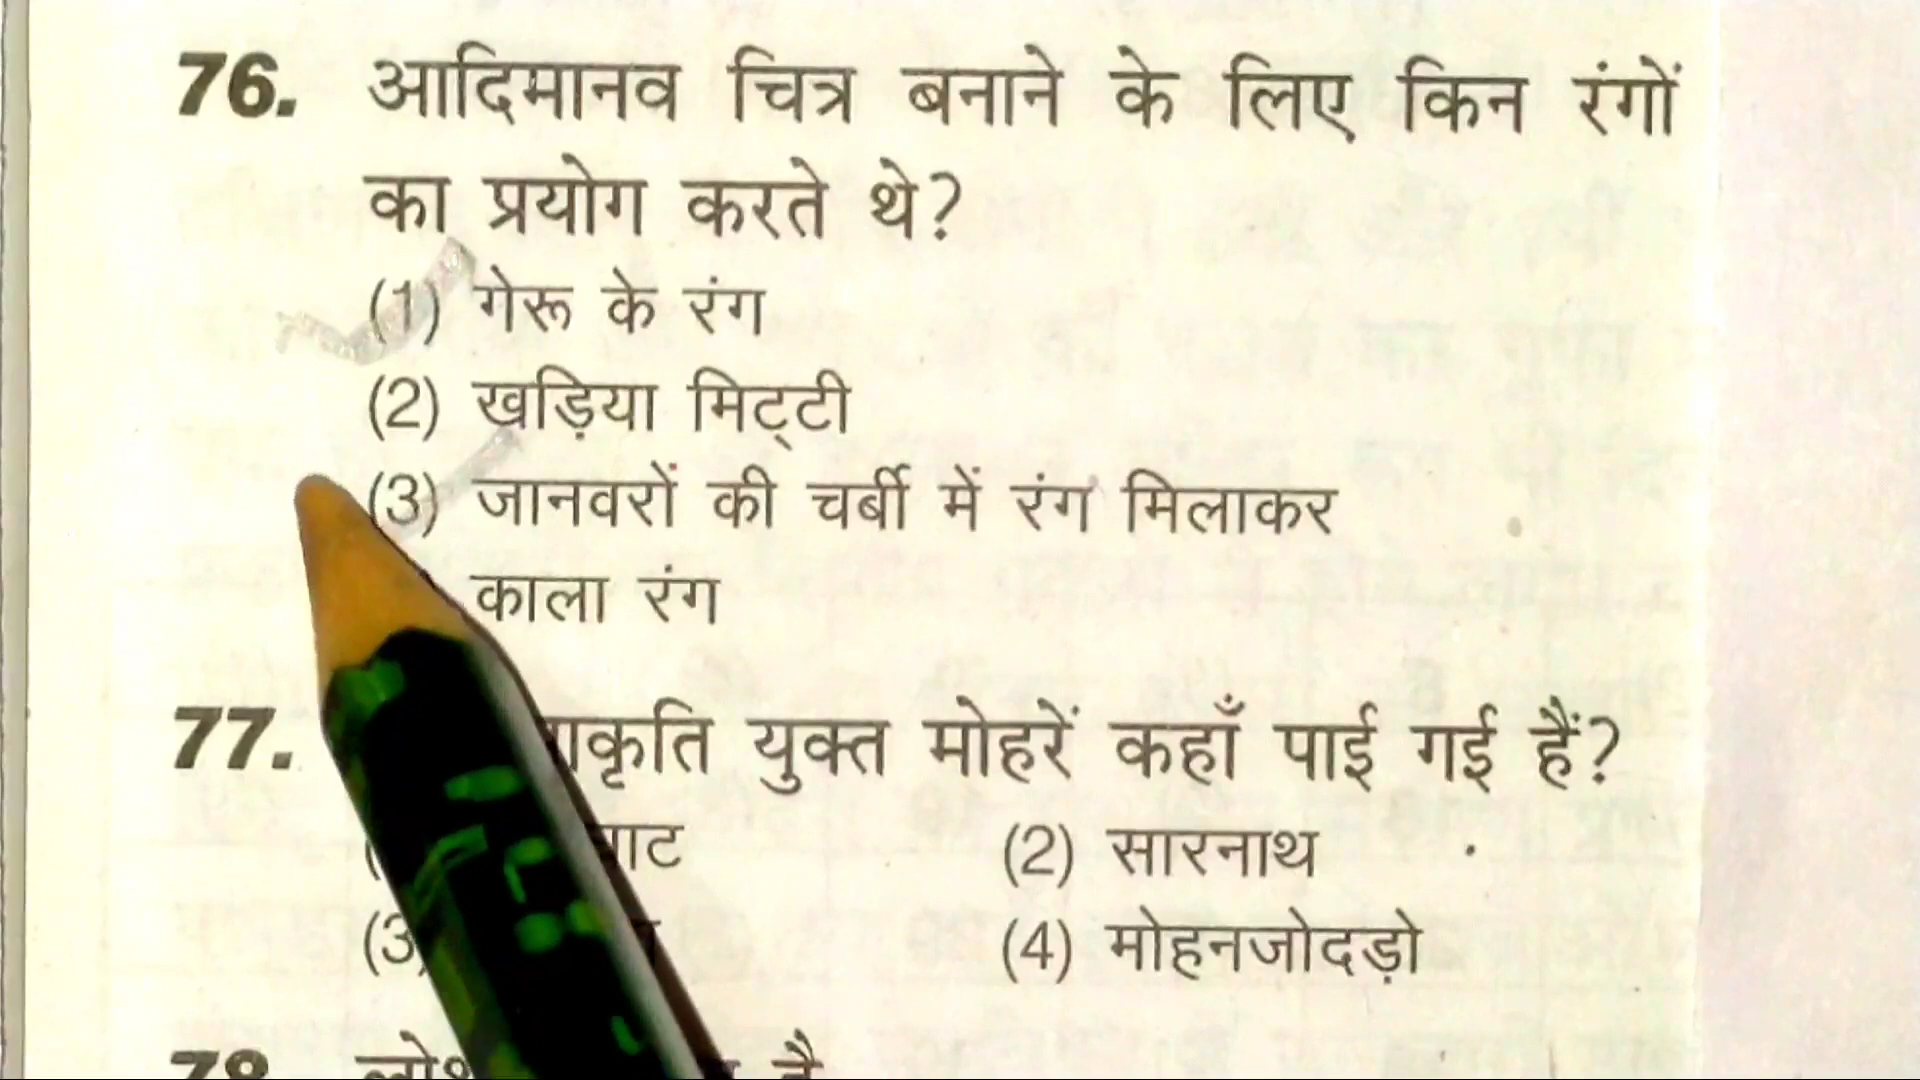 76. आदिमानव चित्र बनाने के लिए किन रंगों
का प्रयोग करते थे?
(1) गेरू के रंग
(2) खड़िया मिट्टी
(3) जानवरों की चर्बी में रंग मिलाकर
काला रंग
77. युक्त मोहरें कहाँ पाई गई हैं?
(2) सारनाथ
(3) (4) मोहनजोदड़ो
78. है